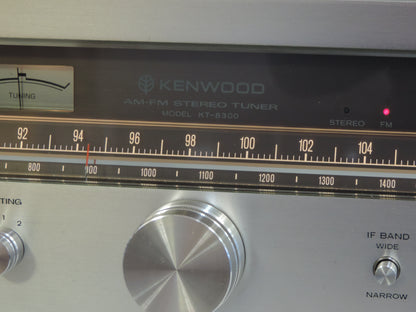 KENWOOD
AM-FM STEREO TUNER
MODEL KT-8300
TUNING
STEREO FM
92 94 96 98 100 102 104
800 900 1000 1100 1200 1300 1400
TING
1 2
IF BAND
WIDE
NARROW